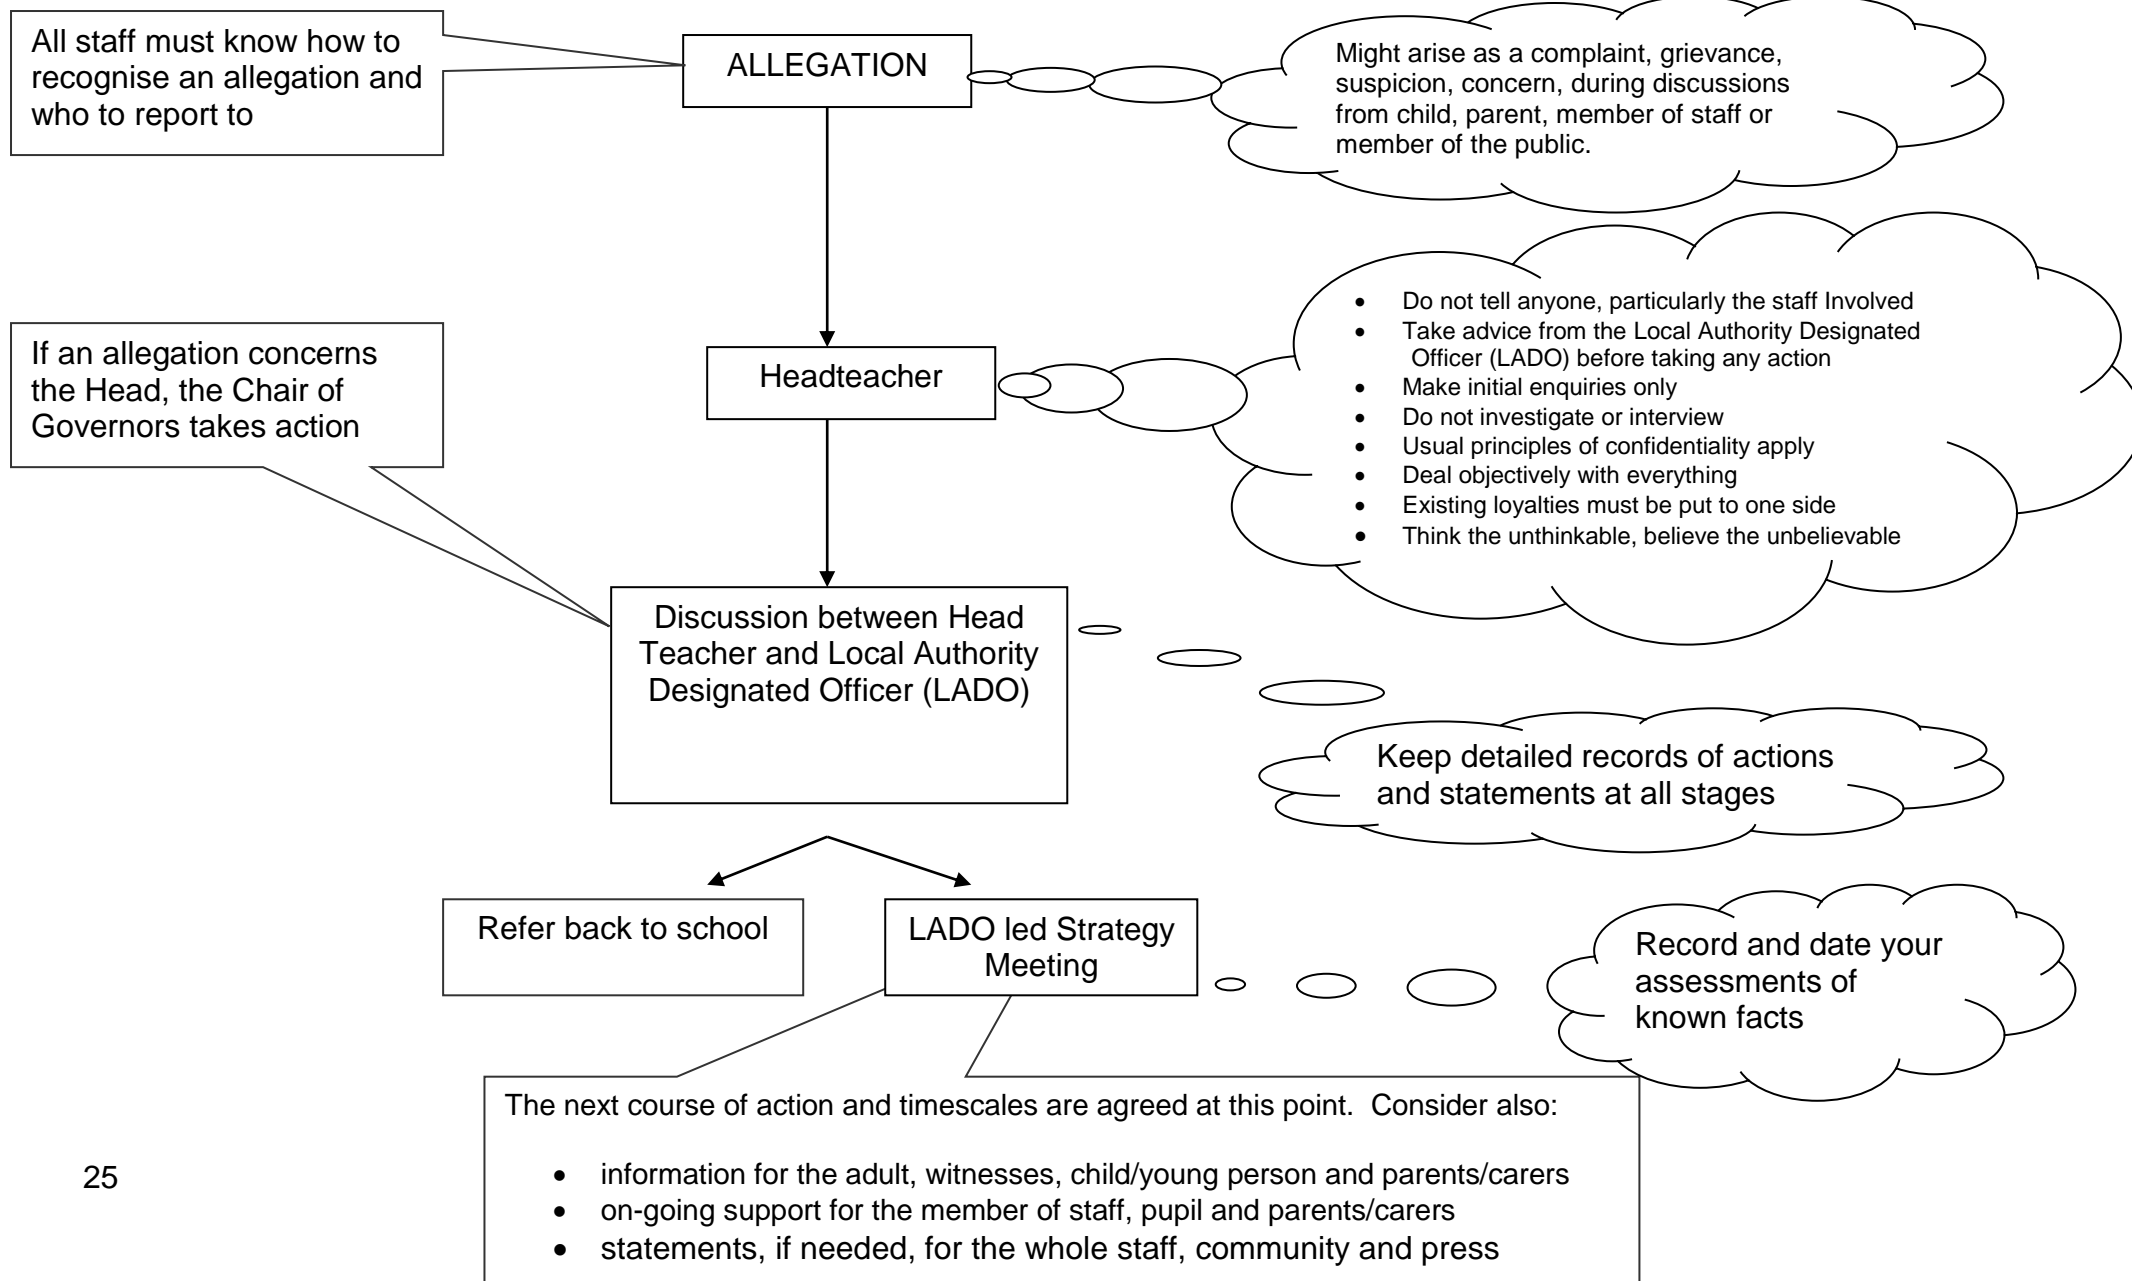 All staff must know how to
recognise an allegation and
who to report to
ALLEGATION
Might arise as a complaint, grievance,
suspicion, concern, during discussions
from child, parent, member of staff or
member of the public.
If an allegation concerns
the Head, the Chair of
Governors takes action
Headteacher
• Do not tell anyone, particularly the staff Involved
• Take advice from the Local Authority Designated
Officer (LADO) before taking any action
• Make initial enquiries only
• Do not investigate or interview
• Usual principles of confidentiality apply
• Deal objectively with everything
• Existing loyalties must be put to one side
• Think the unthinkable, believe the unbelievable
Discussion between Head
Teacher and Local Authority
Designated Officer (LADO)
Keep detailed records of actions
and statements at all stages
Refer back to school
LADO led Strategy
Meeting
Record and date your
assessments of
known facts
The next course of action and timescales are agreed at this point.  Consider also:
• information for the adult, witnesses, child/young person and parents/carers
• on-going support for the member of staff, pupil and parents/carers
• statements, if needed, for the whole staff, community and press
25